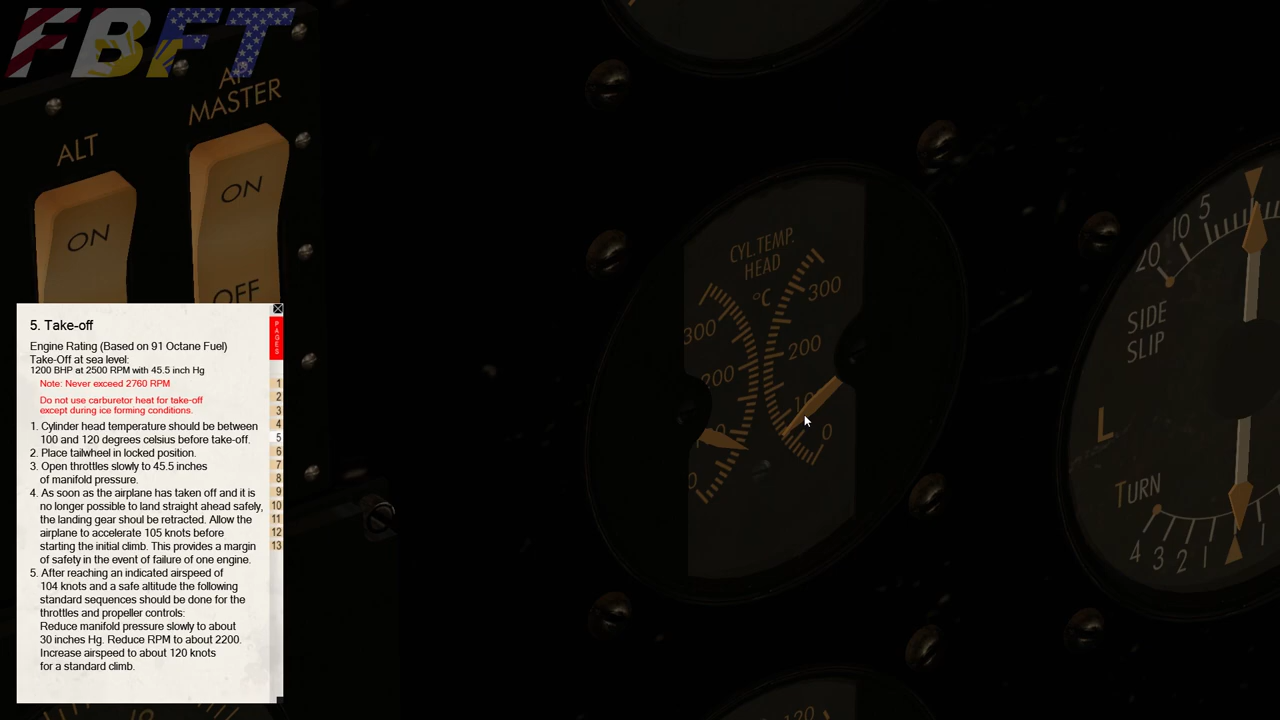 FBFT
AP
MASTER
ALT
ON
ON
OFF
CYL.TEMP.
HEAD
°C
300
200
0
300
200
10
0
20
10
5
SIDE
SLIP
L
TURN
4 3 2 1 1
120
10
5. Take-off
Engine Rating (Based on 91 Octane Fuel)
Take-Off at sea level:
1200 BHP at 2500 RPM with 45.5 inch Hg
Note: Never exceed 2760 RPM
Do not use carburetor heat for take-off
except during ice forming conditions.
1. Cylinder head temperature should be between
100 and 120 degrees celsius before take-off.
2. Place tailwheel in locked position.
3. Open throttles slowly to 45.5 inches
of manifold pressure.
4. As soon as the airplane has taken off and it is
no longer possible to land straight ahead safely,
the landing gear shoul be retracted. Allow the
airplane to accelerate 105 knots before
starting the initial climb. This provides a margin
of safety in the event of failure of one engine.
5. After reaching an indicated airspeed of
104 knots and a safe altitude the following
standard sequences should be done for the
throttles and propeller controls:
Reduce manifold pressure slowly to about
30 inches Hg. Reduce RPM to about 2200.
Increase airspeed to about 120 knots
for a standard climb.
PAGES
1
2
3
4
5
6
7
8
9
10
11
12
13